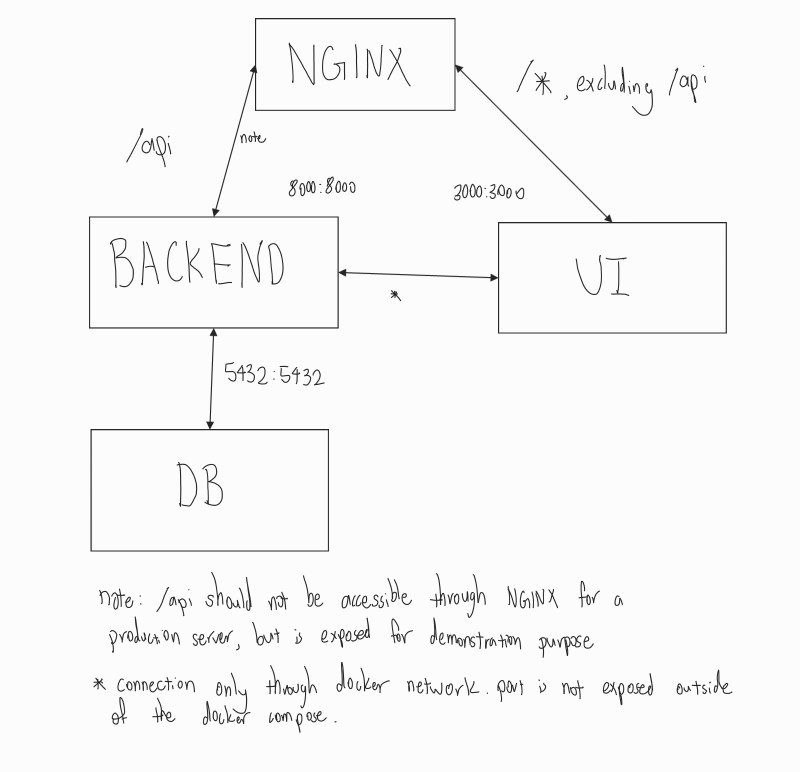 NGINX
/*, excluding /api
/api
note
8000:8000
3000:3000
BACKEND
UI
*
5432:5432
DB
note: /api should not be accessible through NGINX for a
production server, but is exposed for demonstration purpose
* connection only through docker network. port is not exposed outside
of the docker compose.